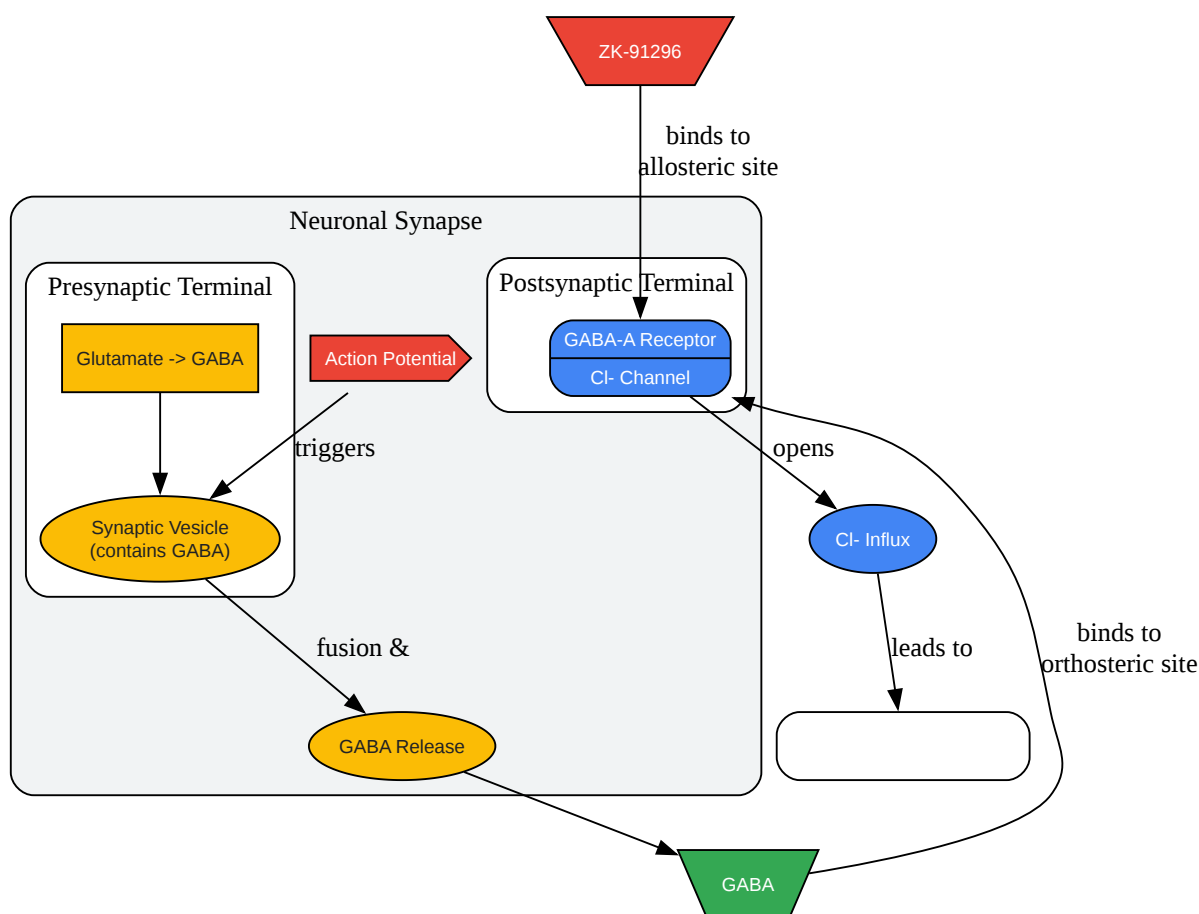 ZK-91296
binds to
allosteric site
Neuronal Synapse
Presynaptic Terminal
Postsynaptic Terminal
Glutamate -> GABA
Action Potential
GABA-A Receptor
Cl- Channel
triggers
opens
Synaptic Vesicle
(contains GABA)
Cl- Influx
fusion &
leads to
binds to
orthosteric site
GABA Release
GABA